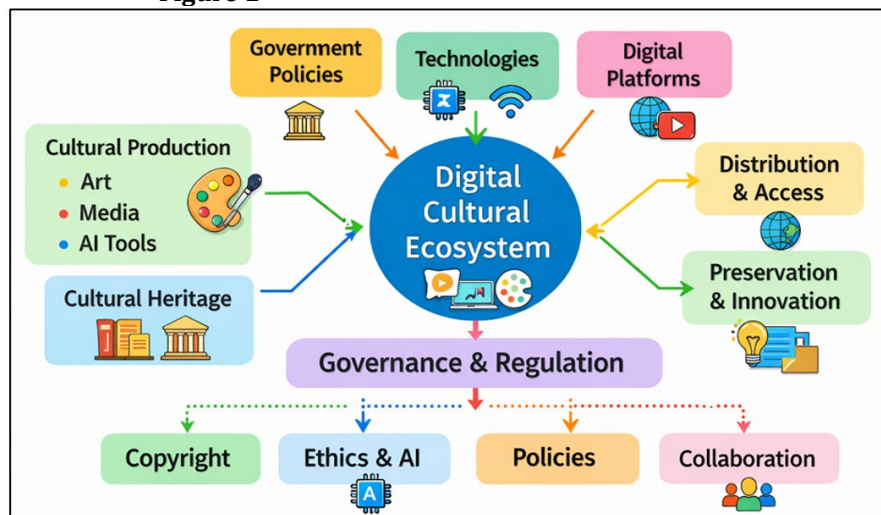 Government
Policies
Technologies
Digital
Platforms
Cultural Production
Art
Media
AI Tools
Digital
Cultural
Ecosystem
Distribution
& Access
Cultural Heritage
Preservation
& Innovation
Governance & Regulation
Copyright
Ethics & AI
Policies
Collaboration
A